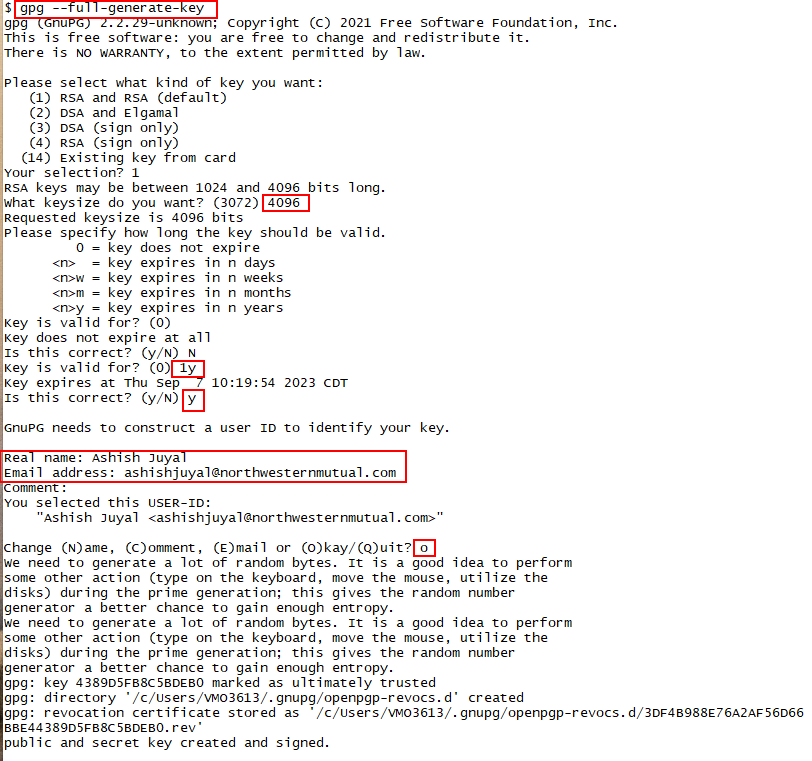 $ gpg --full-generate-key
gpg (GnuPG) 2.2.29-unknown; Copyright (C) 2021 Free Software Foundation, Inc.
This is free software: you are free to change and redistribute it.
There is NO WARRANTY, to the extent permitted by law.
Please select what kind of key you want:
(1) RSA and RSA (default)
(2) DSA and Elgamal
(3) DSA (sign only)
(4) RSA (sign only)
(14) Existing key from card
Your selection? 1
RSA keys may be between 1024 and 4096 bits long.
What keysize do you want? (3072) 4096
Requested keysize is 4096 bits
Please specify how long the key should be valid.
0 = key does not expire
<n>  = key expires in n days
<n>w = key expires in n weeks
<n>m = key expires in n months
<n>y = key expires in n years
Key is valid for? (0)
Key does not expire at all
Is this correct? (y/N) N
Key is valid for? (0) 1y
Key expires at Thu Sep  7 10:19:54 2023 CDT
Is this correct? (y/N) y
GnuPG needs to construct a user ID to identify your key.
Real name: Ashish Juyal
Email address: ashishjuyal@northwesternmutual.com
Comment:
You selected this USER-ID:
"Ashish Juyal <ashishjuyal@northwesternmutual.com>"
Change (N)ame, (C)omment, (E)mail or (O)kay/(Q)uit? o
We need to generate a lot of random bytes. It is a good idea to perform
some other action (type on the keyboard, move the mouse, utilize the
disks) during the prime generation; this gives the random number
generator a better chance to gain enough entropy.
We need to generate a lot of random bytes. It is a good idea to perform
some other action (type on the keyboard, move the mouse, utilize the
disks) during the prime generation; this gives the random number
generator a better chance to gain enough entropy.
gpg: key 4389D5FB8C5BDEB0 marked as ultimately trusted
gpg: directory '/c/Users/VMO3613/.gnupg/openpgp-revocs.d' created
gpg: revocation certificate stored as '/c/Users/VMO3613/.gnupg/openpgp-revocs.d/3DF4B988E76A2AF56D66
BBE44389D5FB8C5BDEB0.rev'
public and secret key created and signed.